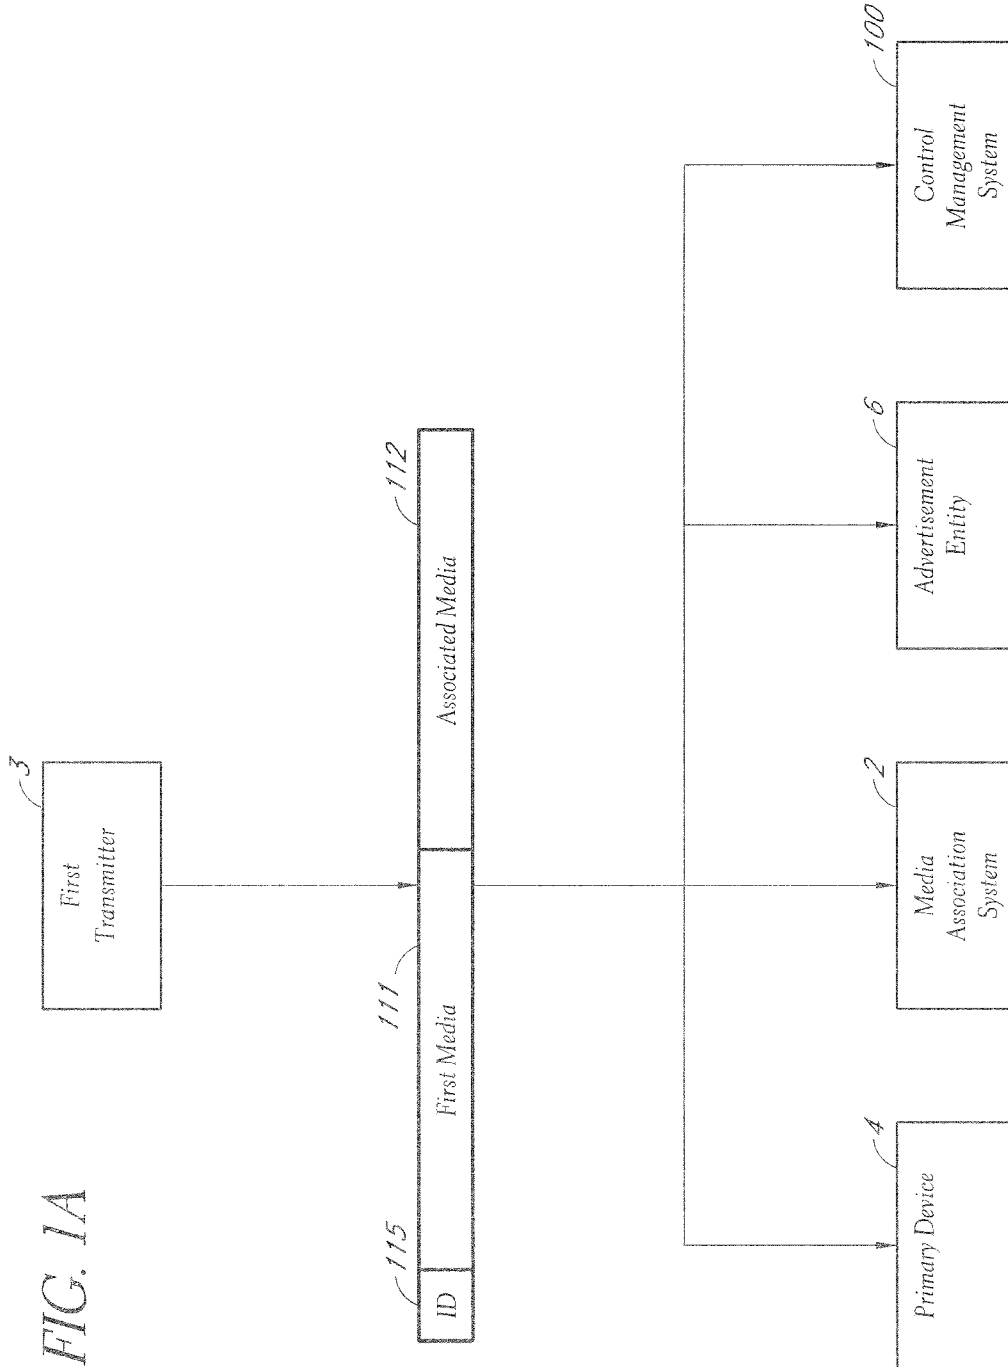 FIG. 1A
3
First
Transmitter
115
ID
111
First Media
112
Associated Media
4
Primary Device
2
Media
Association
System
6
Advertisement
Entity
100
Control
Management
System